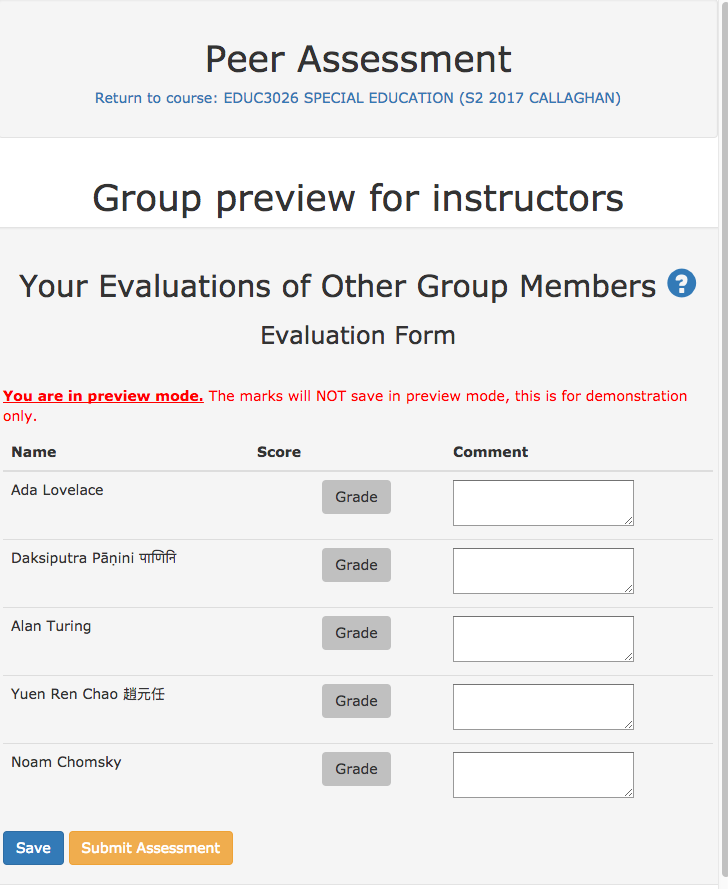 Peer Assessment
Return to course: EDUC3026 SPECIAL EDUCATION (S2 2017 CALLAGHAN)
Group preview for instructors
Your Evaluations of Other Group Members ?
Evaluation Form
You are in preview mode. The marks will NOT save in preview mode, this is for demonstration
only.
Name Score Comment
Ada Lovelace Grade
Daksiputra Pāṇini पाणिनि Grade
Alan Turing Grade
Yuen Ren Chao 趙元任 Grade
Noam Chomsky Grade
Save Submit Assessment